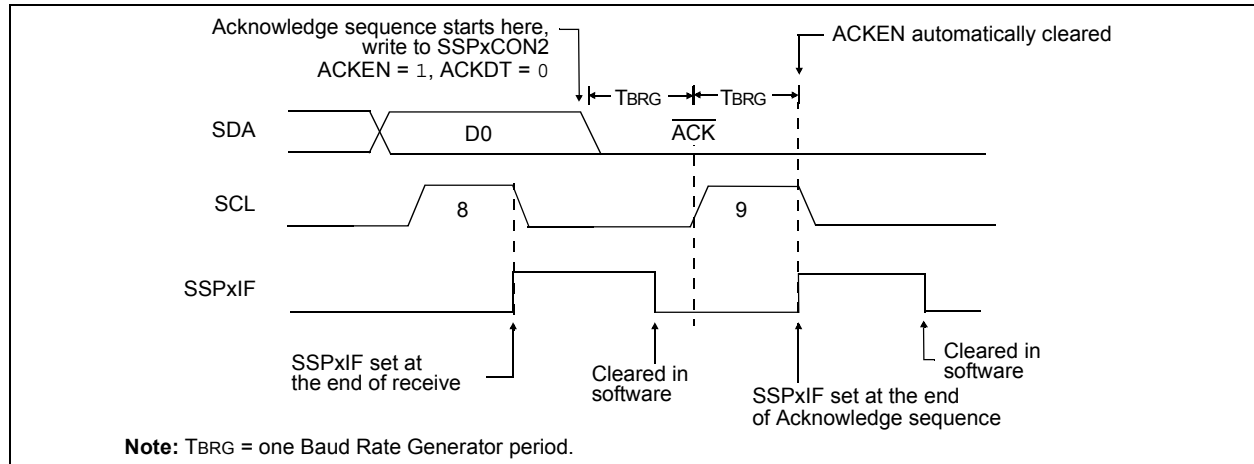 Acknowledge sequence starts here,
write to SSPxCON2
ACKEN = 1, ACKDT = 0
ACKEN automatically cleared
TBRG
TBRG
SDA
D0
ACK
SCL
8
9
SSPxIF
SSPxIF set at
the end of receive
Cleared in
software
SSPxIF set at the end
of Acknowledge sequence
Cleared in
software
Note: TBRG = one Baud Rate Generator period.